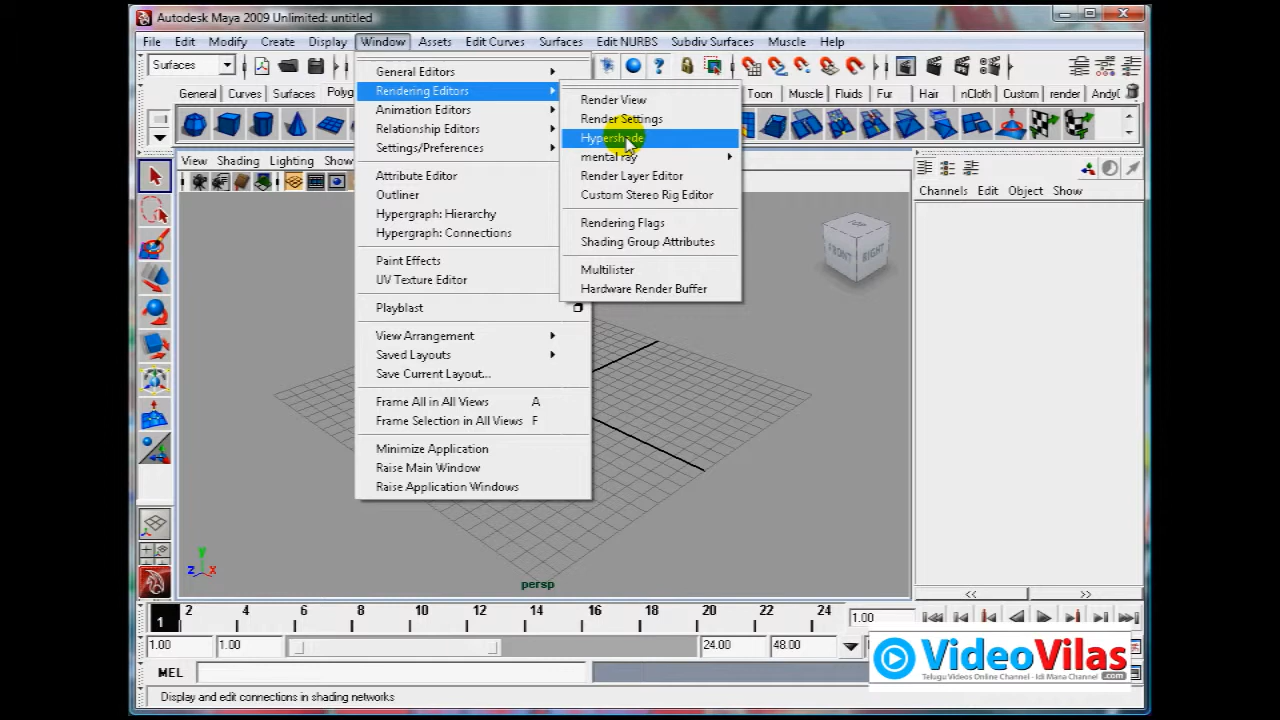 Autodesk Maya 2009 Unlimited: untitled
File Edit Modify Create Display Window Assets Edit Curves Surfaces Edit NURBS Subdiv Surfaces Muscle Help
Surfaces
General Curves Surfaces Toon Muscle Fluids Fur Hair nCloth Custom render
View Shading Lighting Show
General Editors
Rendering Editors
Animation Editors
Relationship Editors
Settings/Preferences
Attribute Editor
Outliner
Hypergraph: Hierarchy
Hypergraph: Connections
Paint Effects
UV Texture Editor
Playblast
View Arrangement
Saved Layouts
Save Current Layout...
Frame All in All Views A
Frame Selection in All Views F
Minimize Application
Raise Main Window
Raise Application Windows
Render View
Render Settings
Hypershade
mental ray
Render Layer Editor
Custom Stereo Rig Editor
Rendering Flags
Shading Group Attributes
Multilister
Hardware Render Buffer
Channels Edit Object Show
TOP
FRONT RIGHT
y
z x
persp
<< >>
1 2 4 6 8 10 12 14 16 18 20 22 24 1.00
1.00 1.00 24.00 48.00
VideoVilas
Telugu Videos Online Channel - Idi Mana Channel .com
MEL
Display and edit connections in shading networks